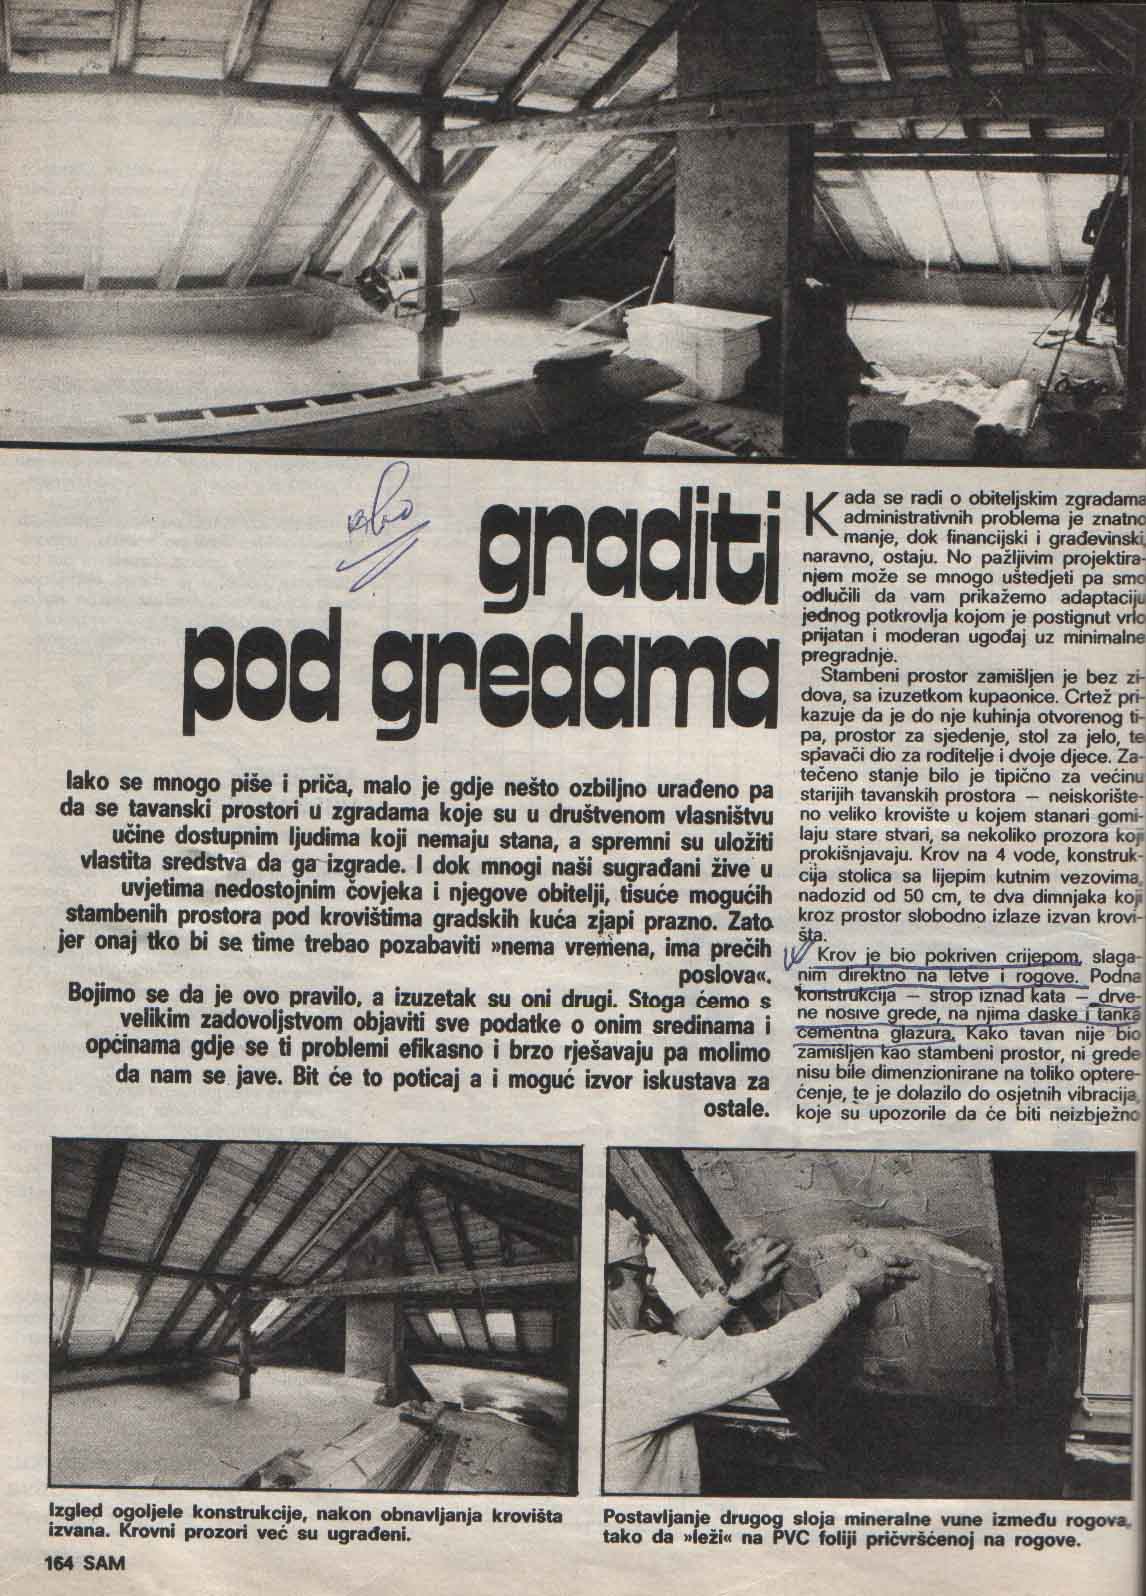 graditi
pod gredama
Iako se mnogo piše i priča, malo je gdje nešto ozbiljno urađeno pa
da se tavanski prostori u zgradama koje su u društvenom vlasništvu
učine dostupnim ljudima koji nemaju stana, a spremni su uložiti
vlastita sredstva da ga izgrade. I dok mnogi naši sugrađani žive u
uvjetima nedostojnim čovjeka i njegove obitelji, tisuće mogućih
stambenih prostora pod krovištima gradskih kuća zjapi prazno. Zato
jer onaj tko bi se time trebao pozabaviti »nema vremena, ima prečih
poslova«.
Bojimo se da je ovo pravilo, a izuzetak su oni drugi. Stoga ćemo s
velikim zadovoljstvom objaviti sve podatke o onim sredinama i
općinama gdje se ti problemi efikasno i brzo rješavaju pa molimo
da nam se jave. Bit će to poticaj a i moguć izvor iskustava za
ostale.
Kada se radi o obiteljskim zgradama
administrativnih problema je znatno
manje, dok financijski i građevinski,
naravno, ostaju. No pažljivim projektira-
njem može se mnogo uštedjeti pa smo
odlučili da vam prikažemo adaptaciju
jednog potkrovlja kojom je postignut vrlo
prijatan i moderan ugođaj uz minimalne
pregradnje.
Stambeni prostor zamišljen je bez zi-
dova, sa izuzetkom kupaonice. Crtež pri-
kazuje da je do nje kuhinja otvorenog ti-
pa, prostor za sjedenje, stol za jelo, te
spavači dio za roditelje i dvoje djece. Za-
tečeno stanje bilo je tipično za većinu
starijih tavanskih prostora — neiskorište-
no veliko krovište u kojem stanari gomi-
laju stare stvari, sa nekoliko prozora koji
prokišnjavaju. Krov na 4 vode, konstruk-
cija stolica sa lijepim kutnim vezovima,
nadozid od 50 cm, te dva dimnjaka koji
kroz prostor slobodno izlaze izvan krovi-
šta.
Krov je bio pokriven crijepom, slaga-
nim direktno na letve i rogove. Podna
konstrukcija — strop iznad kata — drve-
ne nosive grede, na njima daske i tanka
cementna glazura. Kako tavan nije bio
zamišljen kao stambeni prostor, ni grede
nisu bile dimenzionirane na toliko optere-
ćenje, te je dolazilo do osjetnih vibracija,
koje su upozorile da će biti neizbježno
Izgled ogoljele konstrukcije, nakon obnavljanja krovišta
izvana. Krovni prozori već su ugrađeni.
Postavljanje drugog sloja mineralne vune između rogova,
tako da »leži« na PVC foliji pričvršćenoj na rogove.
164 SAM